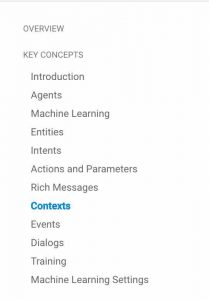 OVERVIEW
KEY CONCEPTS
Introduction
Agents
Machine Learning
Entities
Intents
Actions and Parameters
Rich Messages
Contexts
Events
Dialogs
Training
Machine Learning Settings